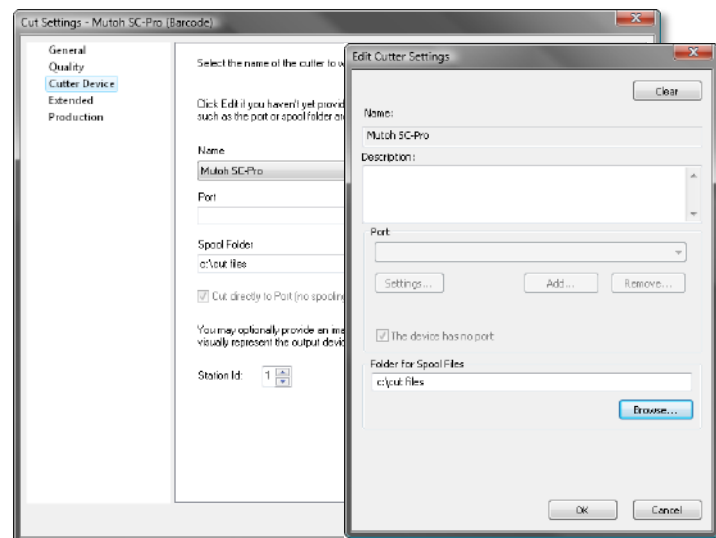 Cut Settings - Mutoh SC-Pro (Barcode)
General
Quality
Cutter Device
Extended
Production
Select the name of the cutter to w
Click Edit if you haven't yet provid
such as the port or spool folder are
Name
Mutoh SC-Pro
Port
Spool Folder
c:\cut files
Cut directly to Port (no spooling
You may optionally provide an ima
visually represent the output devic
Station Id:
1
Edit Cutter Settings
Clear
Name:
Mutoh SC-Pro
Description:
Port
Settings...
Add...
Remove...
The device has no port
Folder for Spool Files
c:\cut files
Browse...
OK
Cancel